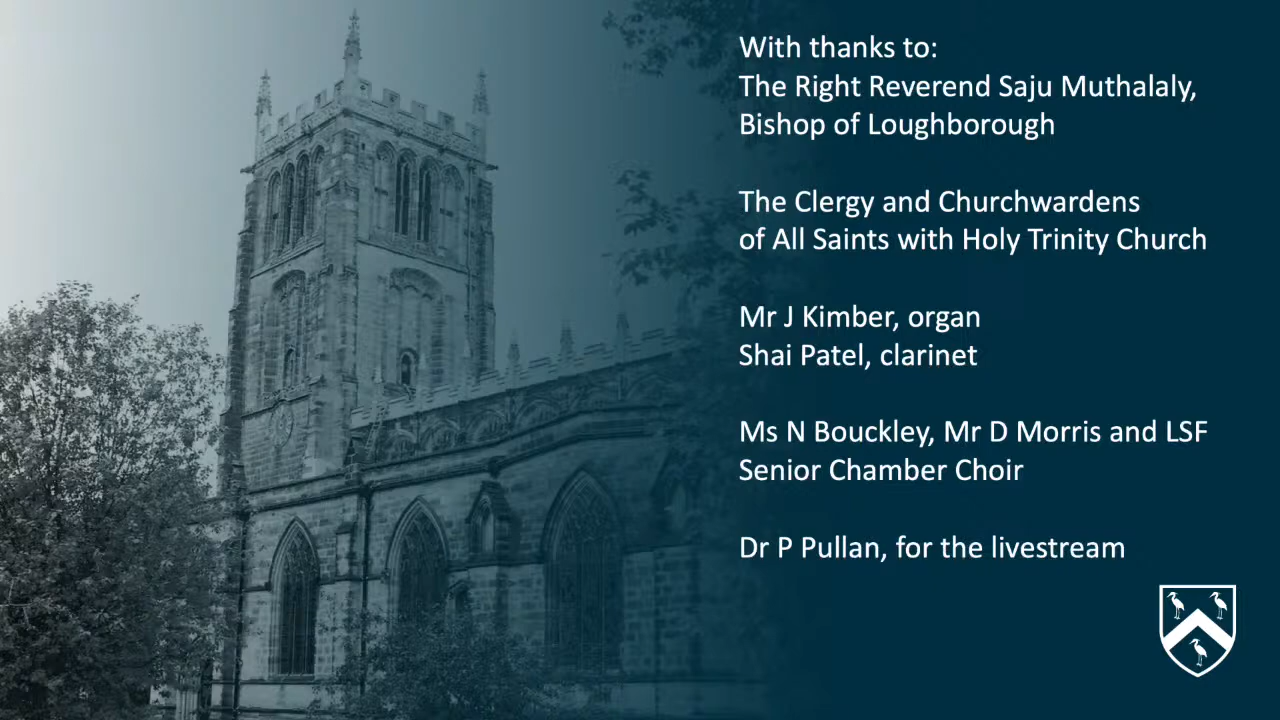 With thanks to:
The Right Reverend Saju Muthalaly,
Bishop of Loughborough
The Clergy and Churchwardens
of All Saints with Holy Trinity Church
Mr J Kimber, organ
Shai Patel, clarinet
Ms N Bouckley, Mr D Morris and LSF
Senior Chamber Choir
Dr P Pullan, for the livestream